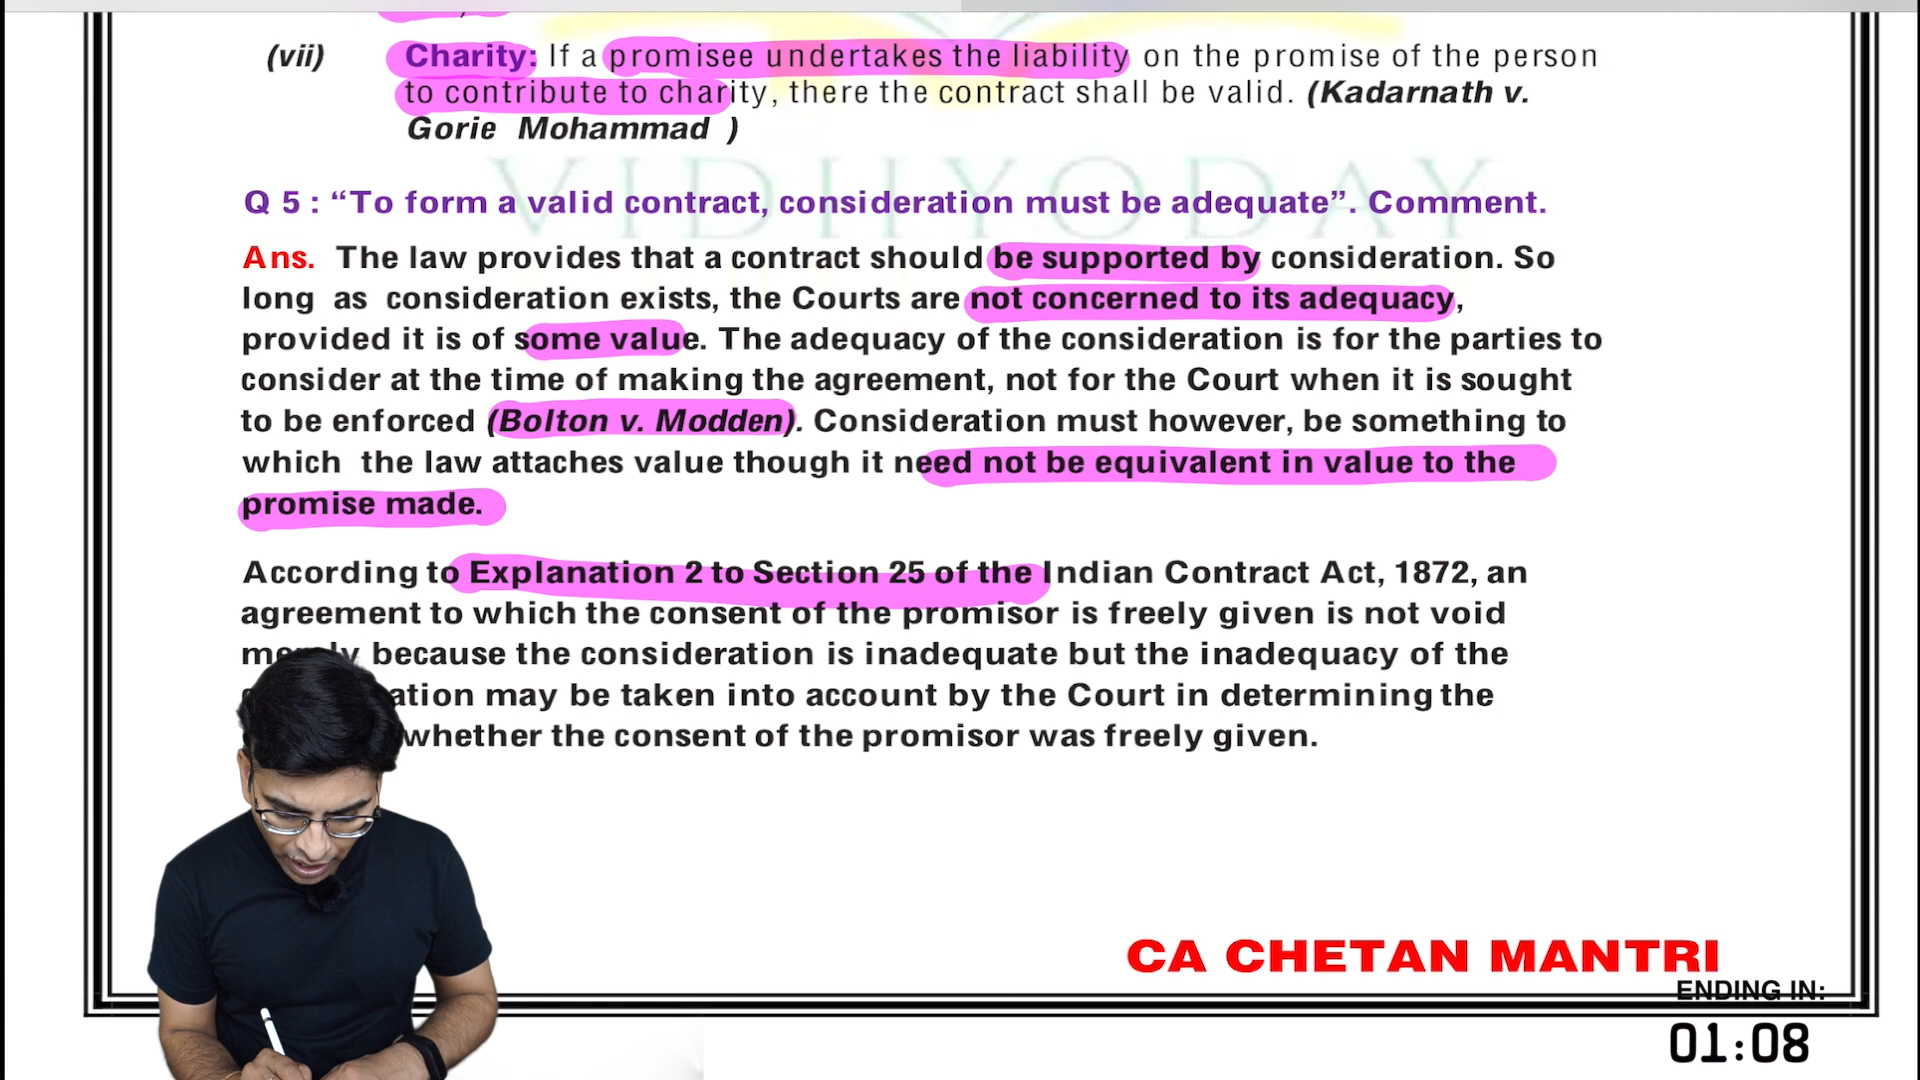 (vii) Charity: If a promisee undertakes the liability on the promise of the person
to contribute to charity, there the contract shall be valid. (Kadarnath v.
Gorie Mohammad )
VIDHYODAY
Q 5 : “To form a valid contract, consideration must be adequate”. Comment.
Ans. The law provides that a contract should be supported by consideration. So
long as consideration exists, the Courts are not concerned to its adequacy,
provided it is of some value. The adequacy of the consideration is for the parties to
consider at the time of making the agreement, not for the Court when it is sought
to be enforced (Bolton v. Modden). Consideration must however, be something to
which the law attaches value though it need not be equivalent in value to the
promise made.
According to Explanation 2 to Section 25 of the Indian Contract Act, 1872, an
agreement to which the consent of the promisor is freely given is not void
because the consideration is inadequate but the inadequacy of the
may be taken into account by the Court in determining the
whether the consent of the promisor was freely given.
CA CHETAN MANTRI
ENDING IN:
01:08